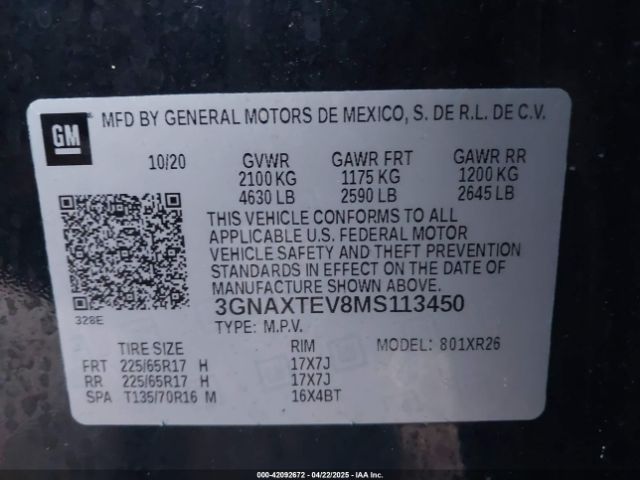 GM
MFD BY GENERAL MOTORS DE MEXICO, S. DE R.L. DE C.V.
10/20 GVWR GAWR FRT GAWR RR
2100 KG 1175 KG 1200 KG
4630 LB 2590 LB 2645 LB
THIS VEHICLE CONFORMS TO ALL
APPLICABLE U.S. FEDERAL MOTOR
VEHICLE SAFETY AND THEFT PREVENTION
STANDARDS IN EFFECT ON THE DATE OF
MANUFACTURE SHOWN ABOVE.
328E
3GNAXTEV8MS113450
TYPE: M.P.V.
TIRE SIZE RIM MODEL: 801XR26
FRT 225/65R17 H 17X7J
RR 225/65R17 H 17X7J
SPA T135/70R16 M 16X4BT
000-42092672 - 04/22/2025 - IAA Inc.